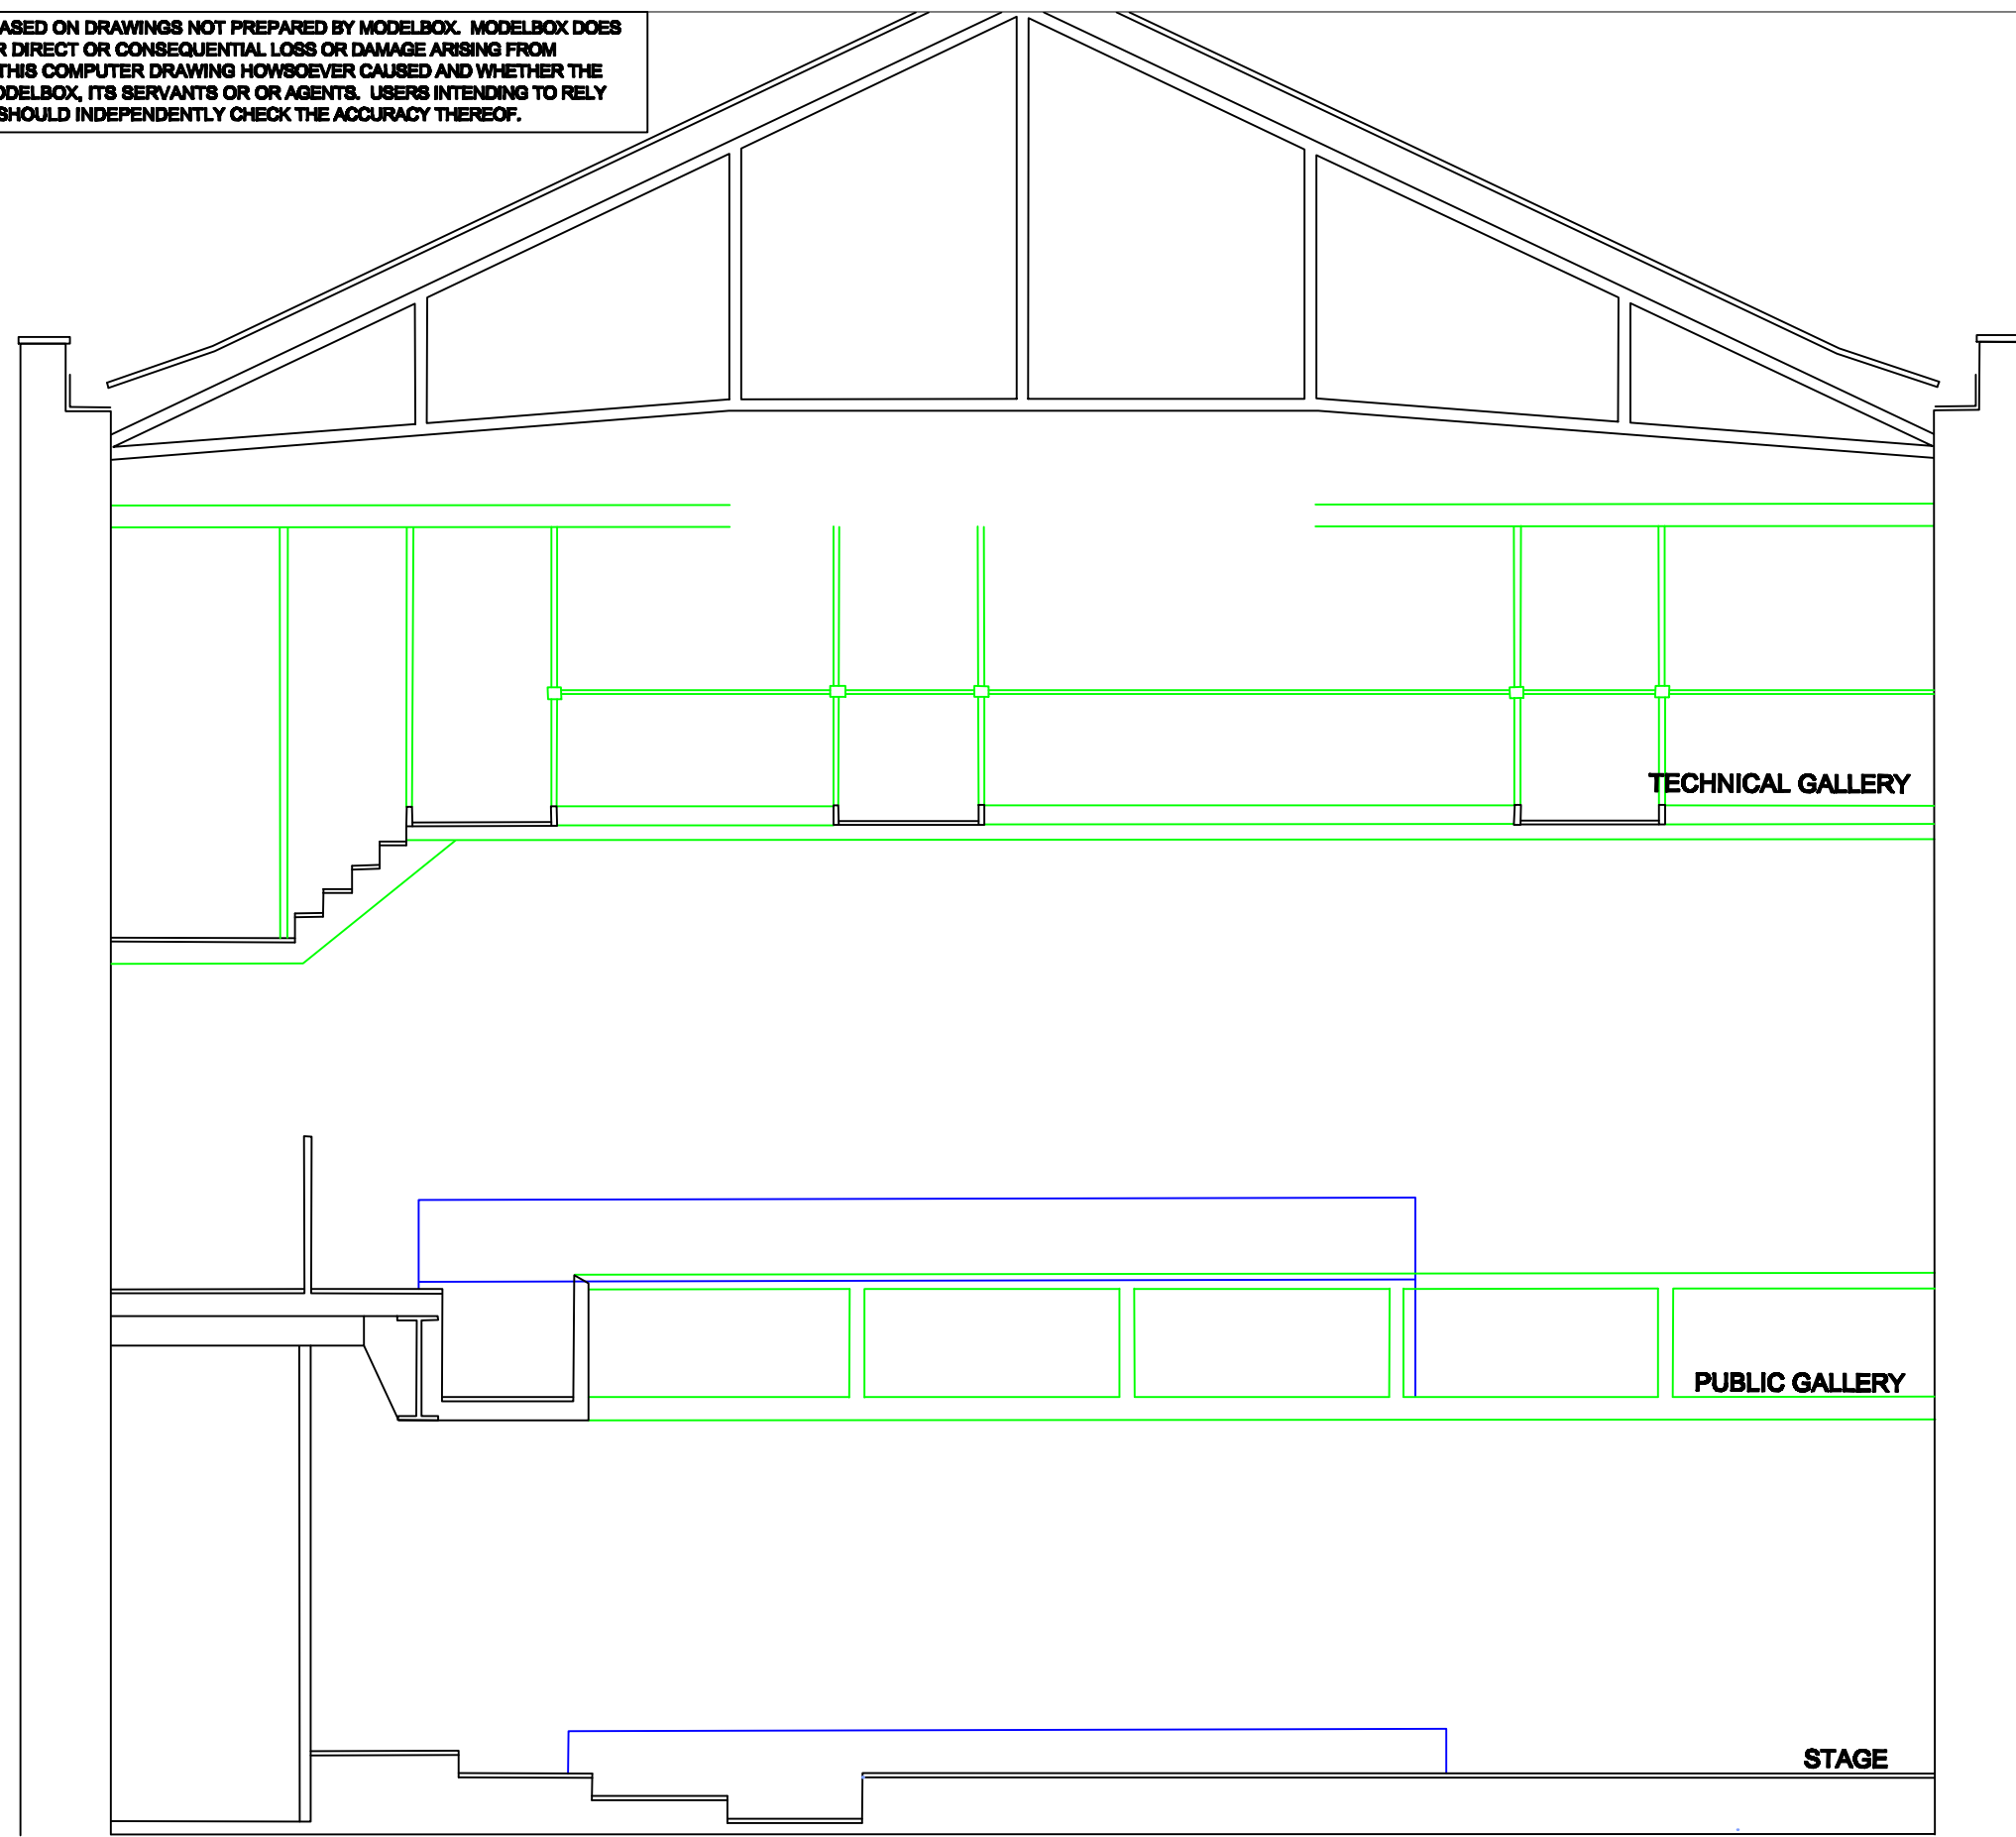 ASED ON DRAWINGS NOT PREPARED BY MODELBOX. MODELBOX DOES
R DIRECT OR CONSEQUENTIAL LOSS OR DAMAGE ARISING FROM
THIS COMPUTER DRAWING HOWSOEVER CAUSED AND WHETHER THE
ODELBOX, ITS SERVANTS OR OR AGENTS. USERS INTENDING TO RELY
SHOULD INDEPENDENTLY CHECK THE ACCURACY THEREOF.
TECHNICAL GALLERY
PUBLIC GALLERY
STAGE